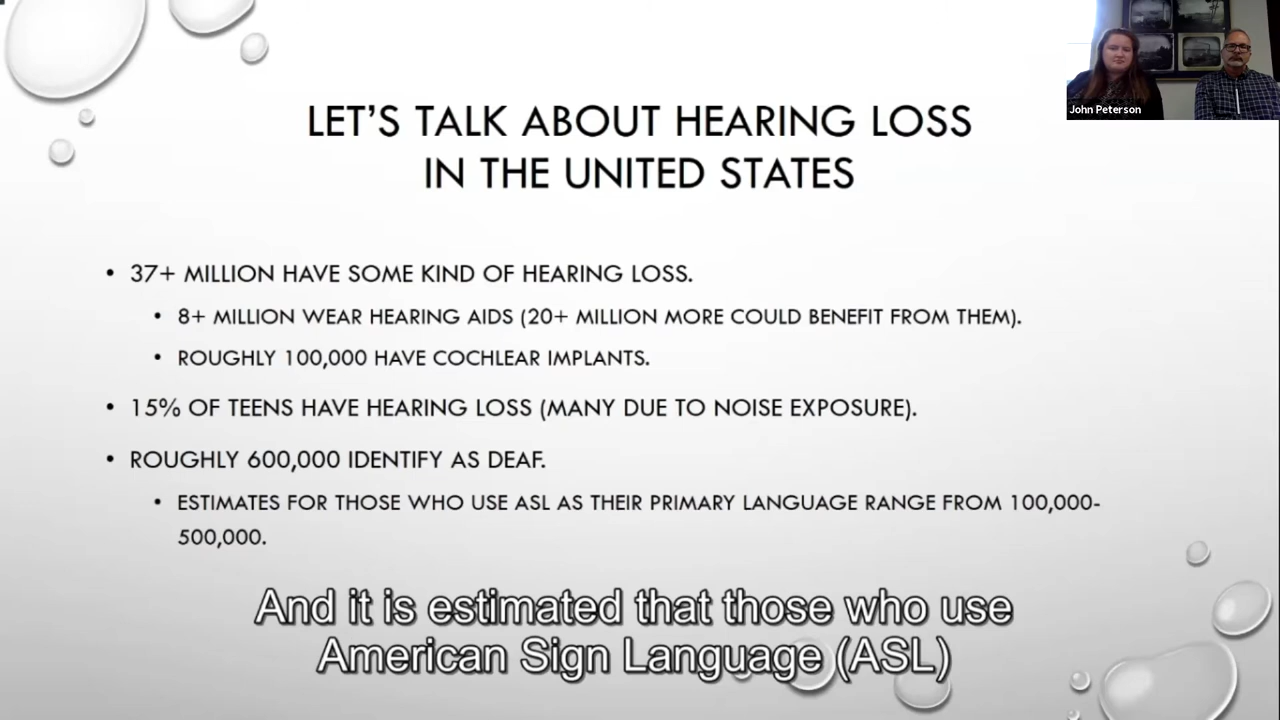 John Peterson
LET'S TALK ABOUT HEARING LOSS
IN THE UNITED STATES
• 37+ MILLION HAVE SOME KIND OF HEARING LOSS.
• 8+ MILLION WEAR HEARING AIDS (20+ MILLION MORE COULD BENEFIT FROM THEM).
• ROUGHLY 100,000 HAVE COCHLEAR IMPLANTS.
• 15% OF TEENS HAVE HEARING LOSS (MANY DUE TO NOISE EXPOSURE).
• ROUGHLY 600,000 IDENTIFY AS DEAF.
• ESTIMATES FOR THOSE WHO USE ASL AS THEIR PRIMARY LANGUAGE RANGE FROM 100,000-
500,000.
And it is estimated that those who use
American Sign Language (ASL)